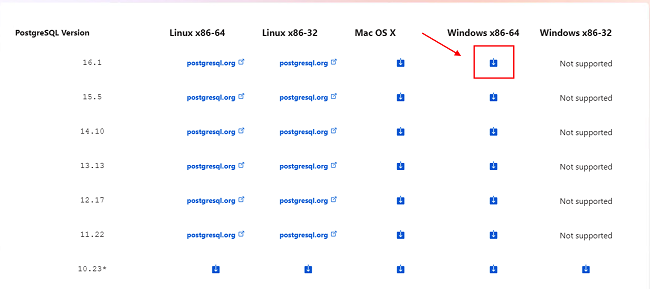 PostgreSQL Version Linux x86-64 Linux x86-32 Mac OS X Windows x86-64 Windows x86-32
16.1 postgresql.org postgresql.org Not supported
15.5 postgresql.org postgresql.org Not supported
14.10 postgresql.org postgresql.org Not supported
13.13 postgresql.org postgresql.org Not supported
12.17 postgresql.org postgresql.org Not supported
11.22 postgresql.org postgresql.org Not supported
10.23*